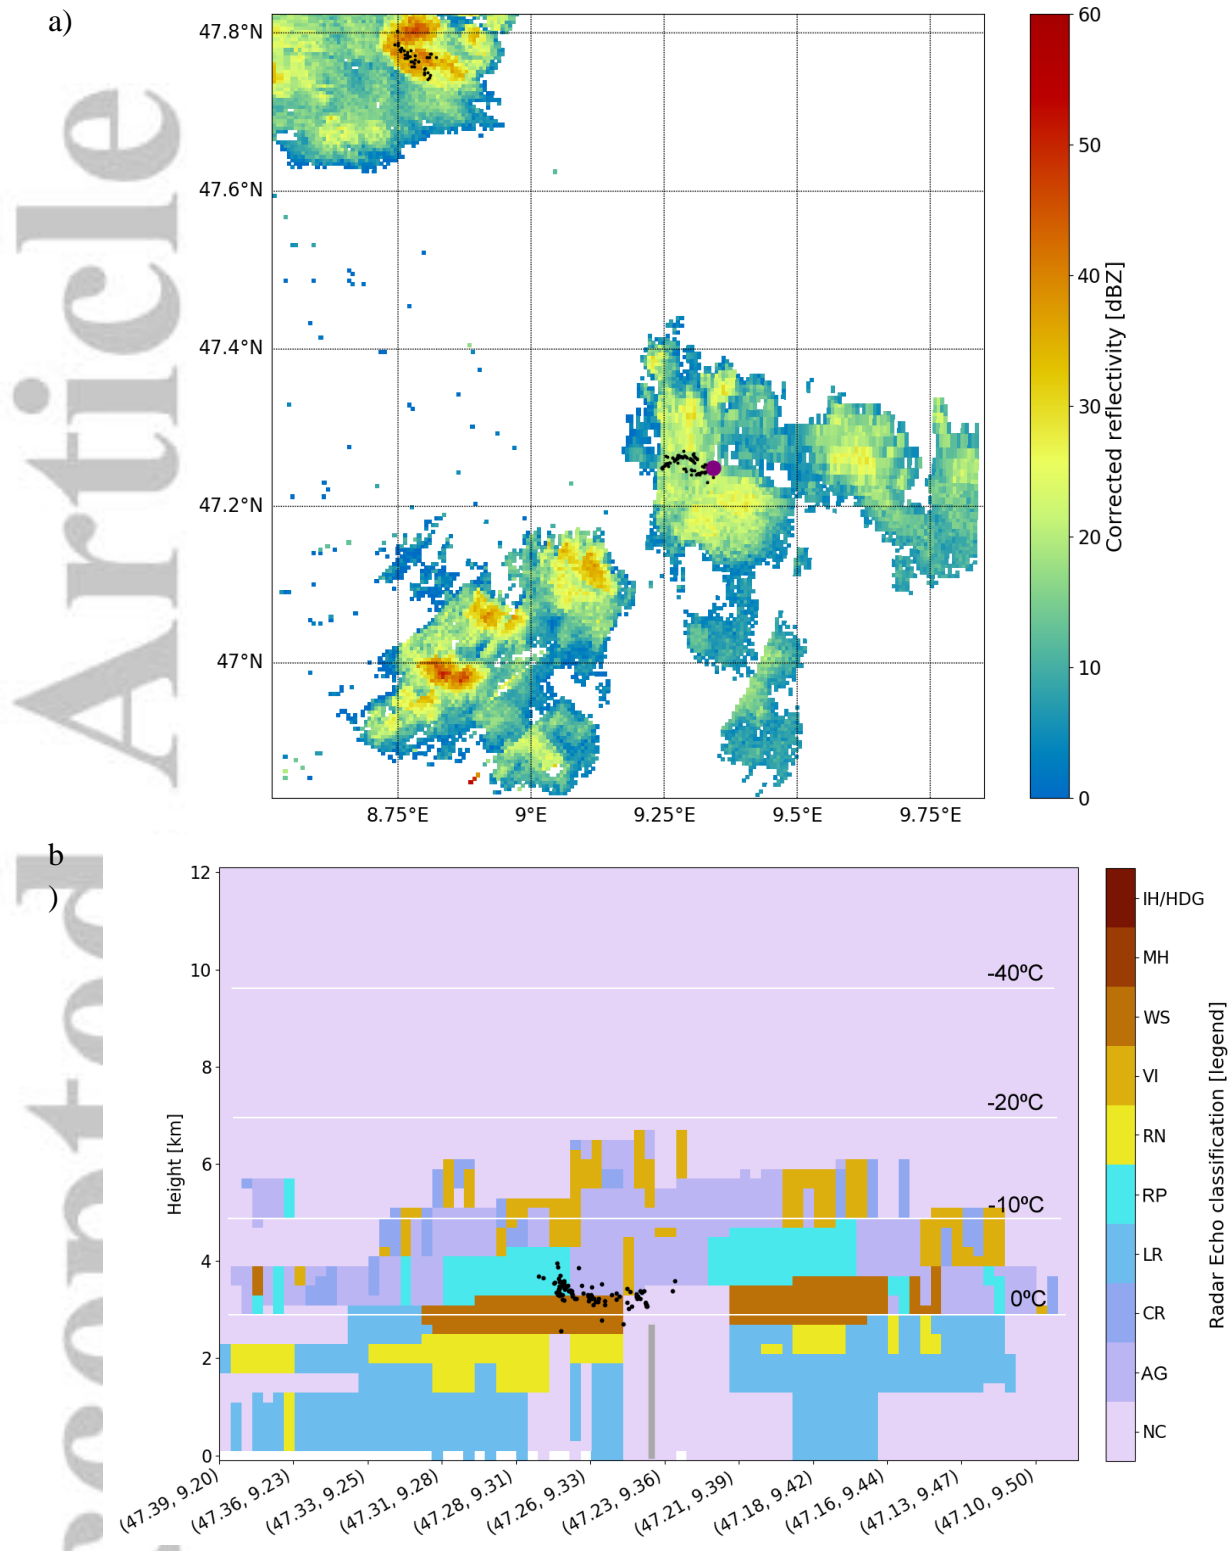 a)
Article
47.8°N
47.6°N
47.4°N
47.2°N
47°N
8.75°E
9°E
9.25°E
9.5°E
9.75°E
60
50
40
30
20
10
0
Corrected reflectivity [dBZ]
b
)
12
10
8
6
4
2
0
Height [km]
-40ºC
-20ºC
-10ºC
0ºC
(47.39, 9.20)
(47.36, 9.23)
(47.33, 9.25)
(47.31, 9.28)
(47.28, 9.31)
(47.26, 9.33)
(47.23, 9.36)
(47.21, 9.39)
(47.18, 9.42)
(47.16, 9.44)
(47.13, 9.47)
(47.10, 9.50)
IH/HDG
MH
WS
VI
RN
RP
LR
CR
AG
NC
Radar Echo classification [legend]